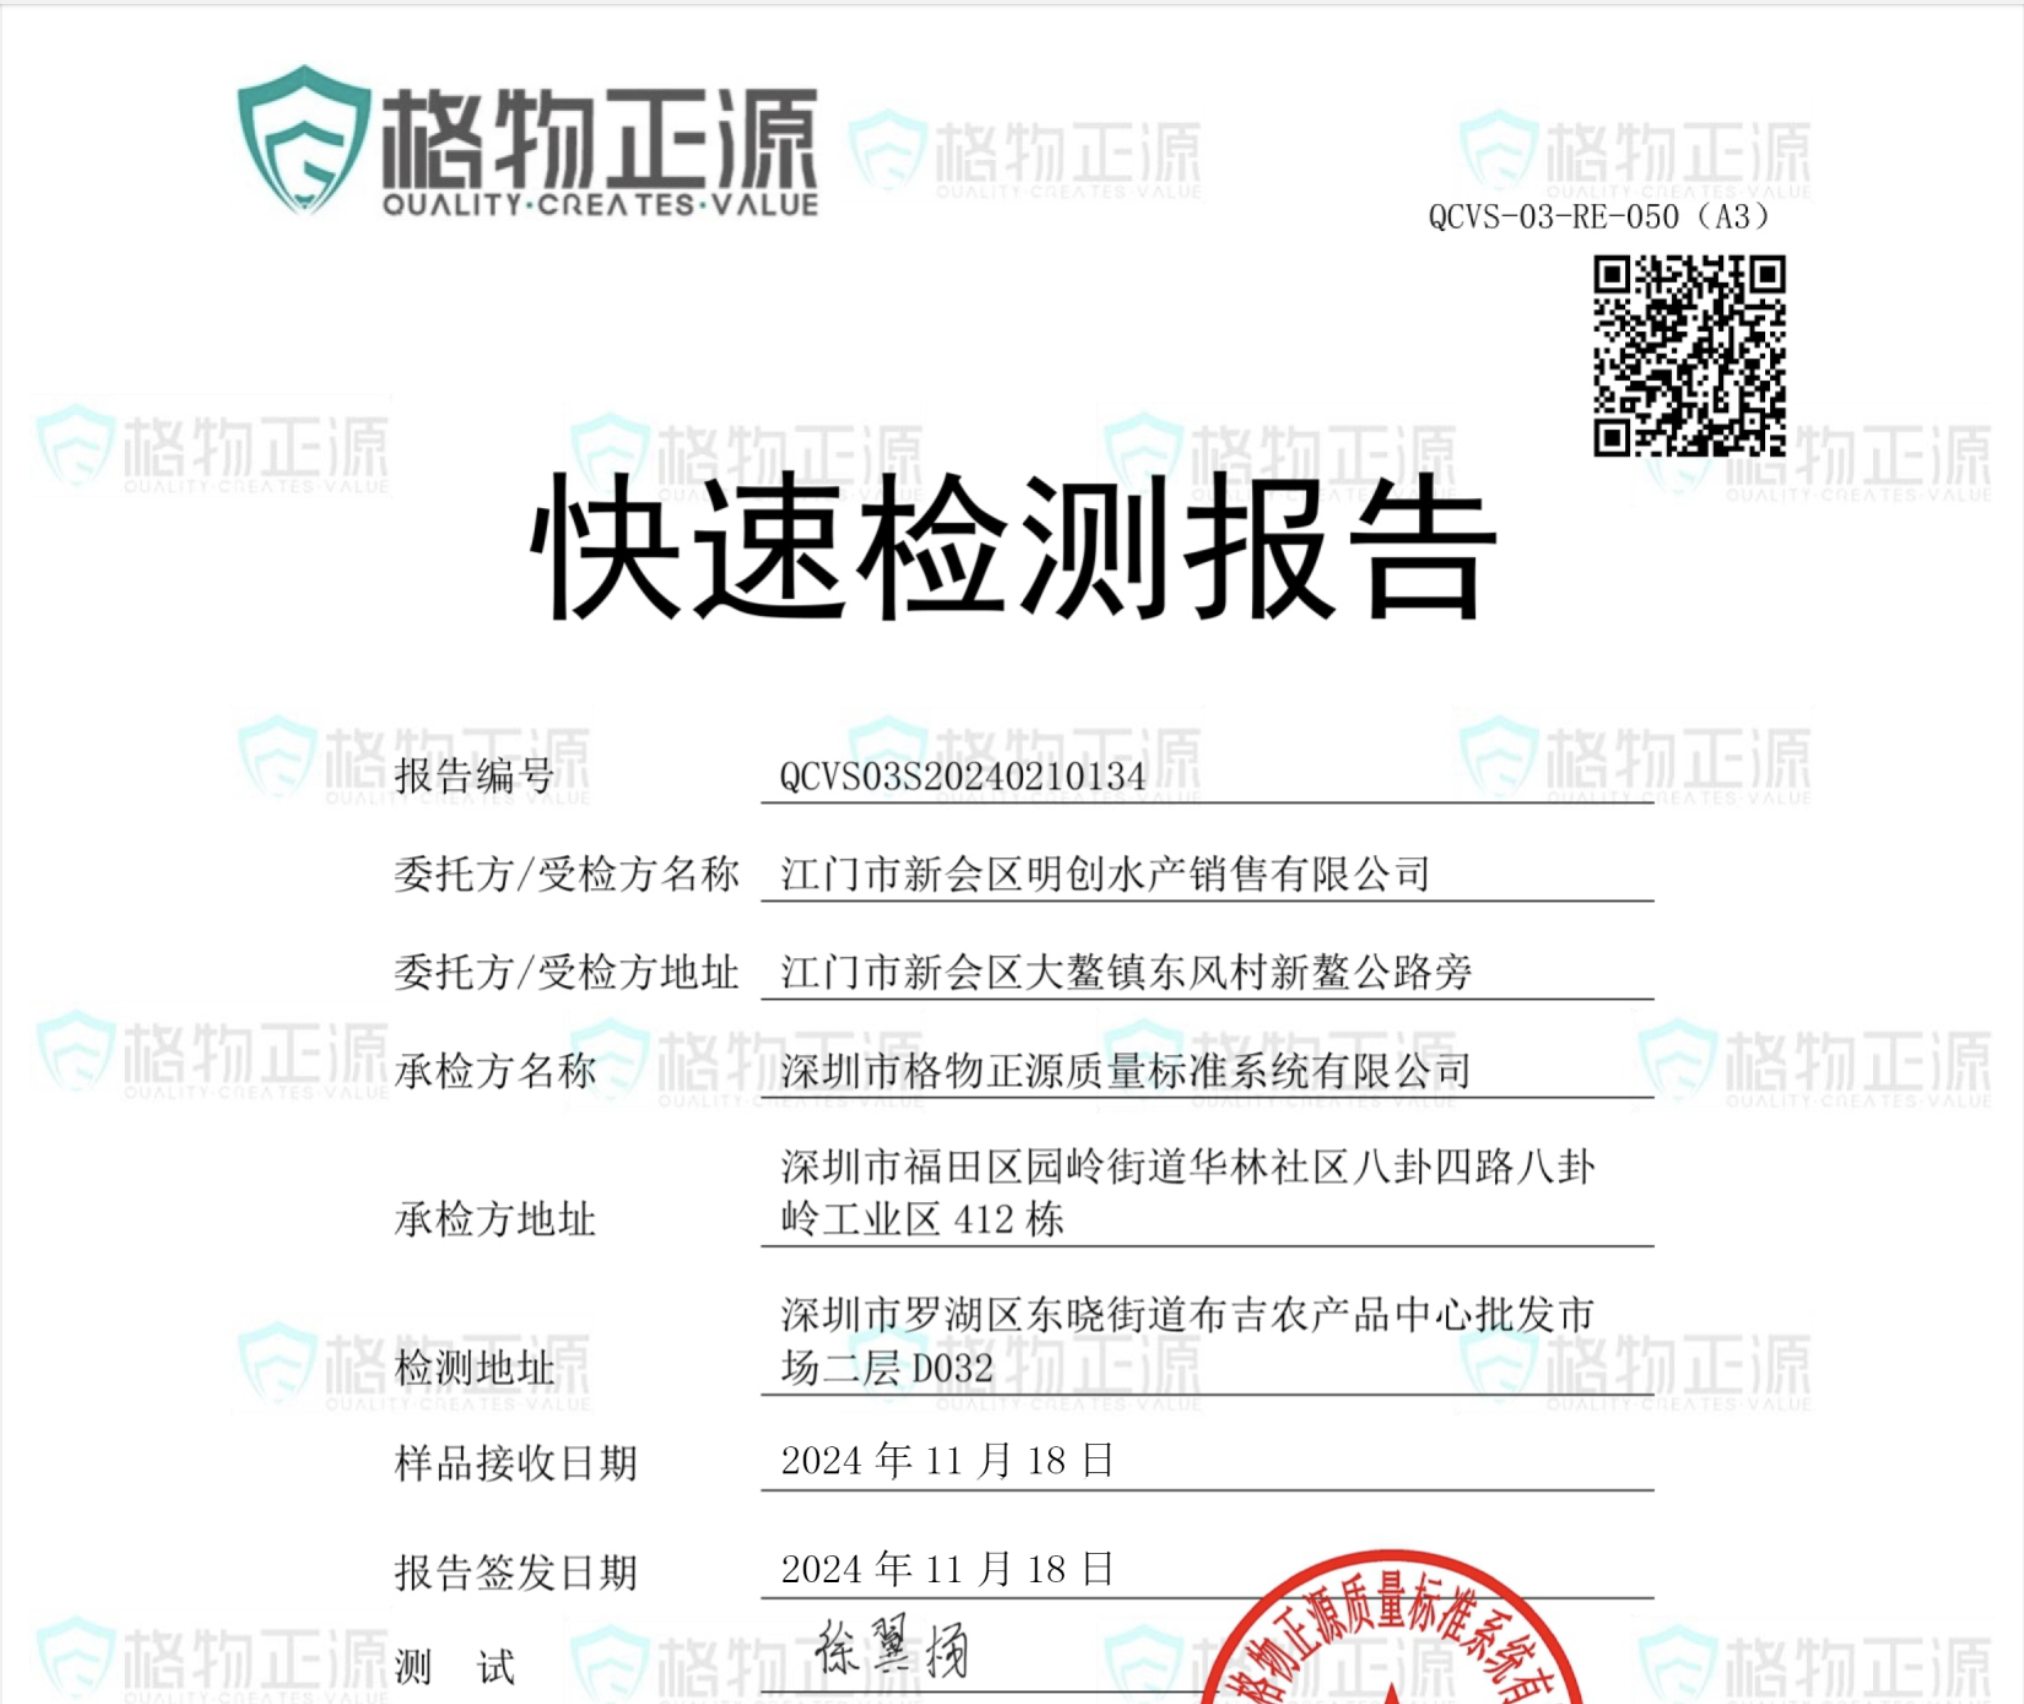 格物正源
QUALITY·CREATES·VALUE
QCVS-03-RE-050（A3）
快速检测报告
报告编号 QCVS03S20240210134
委托方/受检方名称 江门市新会区明创水产销售有限公司
委托方/受检方地址 江门市新会区大鳌镇东风村新鳌公路旁
承检方名称 深圳市格物正源质量标准系统有限公司
深圳市福田区园岭街道华林社区八卦四路八卦
承检方地址 岭工业区 412 栋
深圳市罗湖区东晓街道布吉农产品中心批发市
检测地址 场二层 D032
样品接收日期 2024 年 11 月 18 日
报告签发日期 2024 年 11 月 18 日
测 试 徐翼
格物正源质量标准系统有